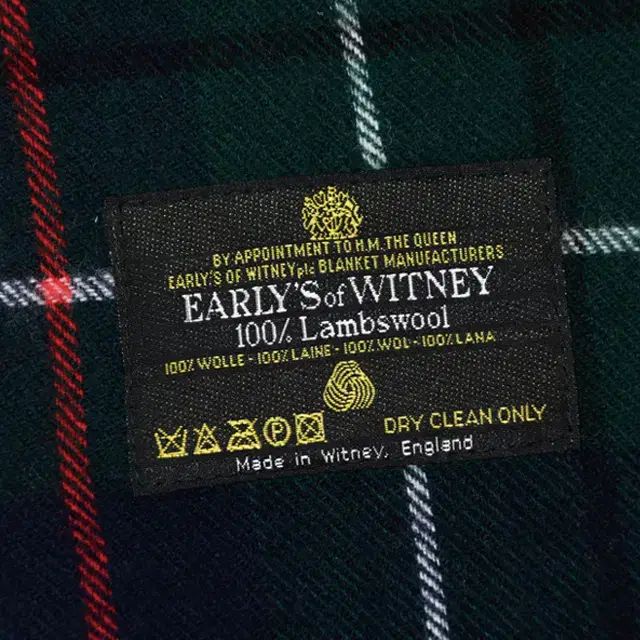 BY APPOINTMENT TO H.M. THE QUEEN
EARLY'S OF WITNEY plc BLANKET MANUFACTURERS
EARLY'S of WITNEY
100% Lambswool
100% WOLLE - 100% LAINE - 100% WOL - 100% LANA
P
DRY CLEAN ONLY
Made in Witney, England